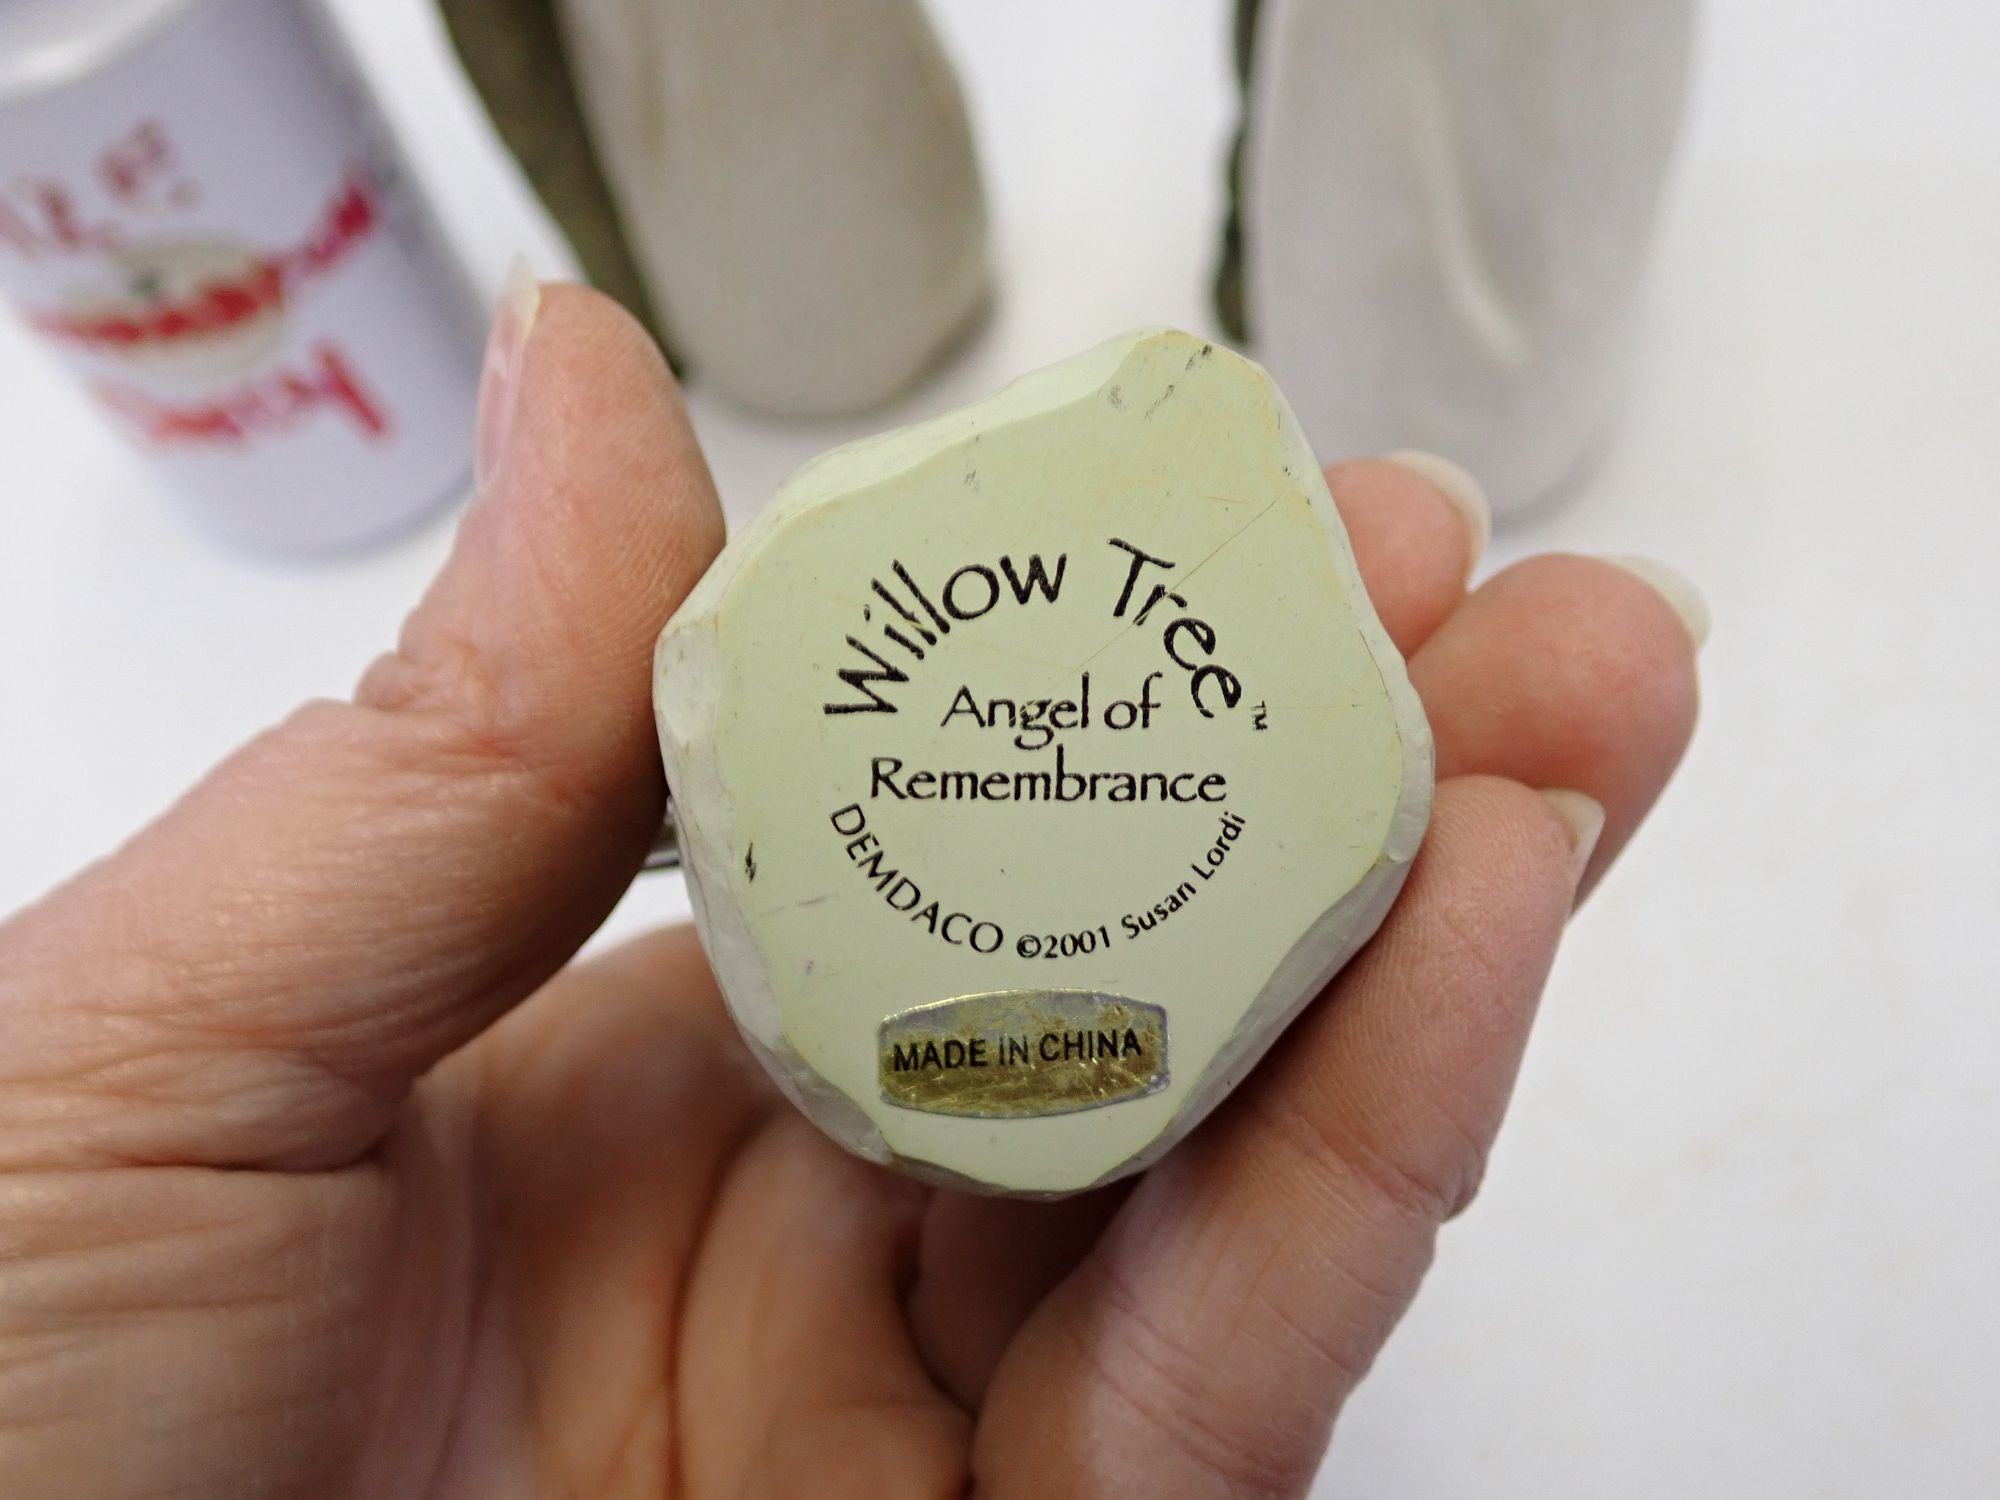 Willow Tree™
Angel of
Remembrance
DEMDACO ©2001 Susan Lordi
MADE IN CHINA